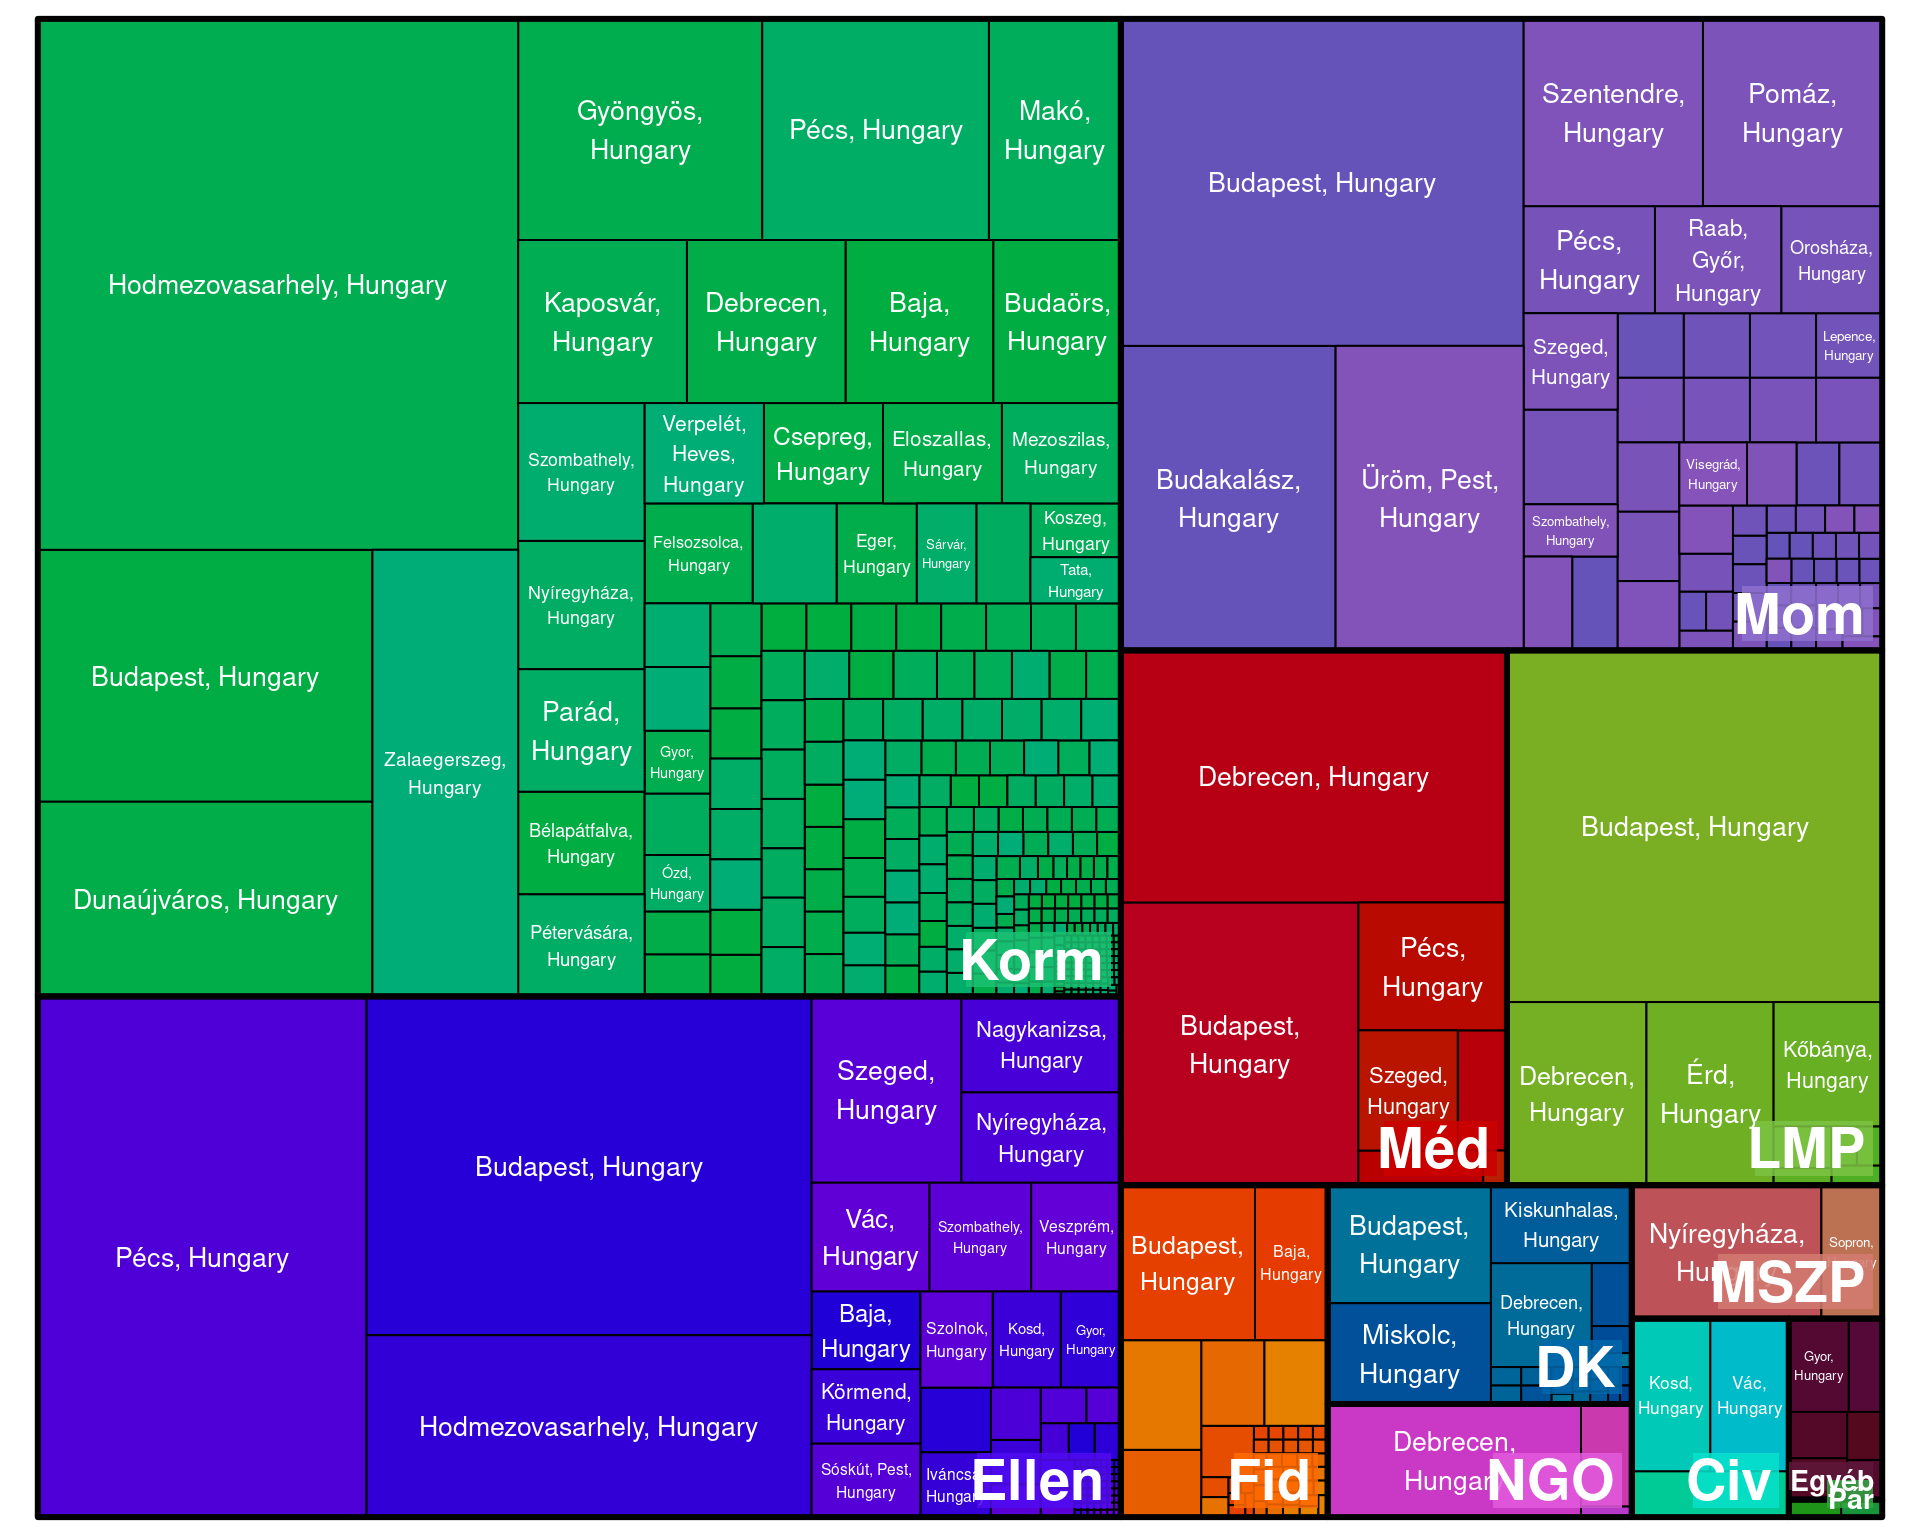 Hodmezovasarhely, Hungary
Budapest, Hungary
Dunaújváros, Hungary
Zalaegerszeg,
Hungary
Gyöngyös,
Hungary
Pécs, Hungary
Makó,
Hungary
Kaposvár,
Hungary
Debrecen,
Hungary
Baja,
Hungary
Budaörs,
Hungary
Szombathely,
Hungary
Verpelét,
Heves,
Hungary
Csepreg,
Hungary
Eloszallas,
Hungary
Mezoszilas,
Hungary
Nyíregyháza,
Hungary
Felsozsolca,
Hungary
Eger,
Hungary
Sárvár,
Hungary
Koszeg,
Hungary
Tata,
Hungary
Parád,
Hungary
Gyor,
Hungary
Bélapátfalva,
Hungary
Ózd,
Hungary
Pétervására,
Hungary
Korm
Budapest, Hungary
Budakalász,
Hungary
Üröm, Pest,
Hungary
Szentendre,
Hungary
Pomáz,
Hungary
Pécs,
Hungary
Raab,
Győr,
Hungary
Orosháza,
Hungary
Szeged,
Hungary
Lepence,
Hungary
Visegrád,
Hungary
Szombathely,
Hungary
Mom
Debrecen, Hungary
Budapest,
Hungary
Pécs,
Hungary
Szeged,
Hungary
Méd
Budapest, Hungary
Debrecen,
Hungary
Érd,
Hungary
Kőbánya,
Hungary
LMP
Pécs, Hungary
Budapest, Hungary
Hodmezovasarhely, Hungary
Szeged,
Hungary
Nagykanizsa,
Hungary
Nyíregyháza,
Hungary
Vác,
Hungary
Szombathely,
Hungary
Veszprém,
Hungary
Baja,
Hungary
Szolnok,
Hungary
Kosd,
Hungary
Gyor,
Hungary
Körmend,
Hungary
Sóskút, Pest,
Hungary
Iváncsa
Hungary
Ellen
Budapest,
Hungary
Baja,
Hungary
Fid
Budapest,
Hungary
Kiskunhalas,
Hungary
Miskolc,
Hungary
Debrecen,
Hungary
DK
Debrecen,
Hungary
NGO
Nyíregyháza,
Sopron,
MSZP
Kosd,
Hungary
Vác,
Hungary
Civ
Gyor,
Hungary
Egyéb
Pár